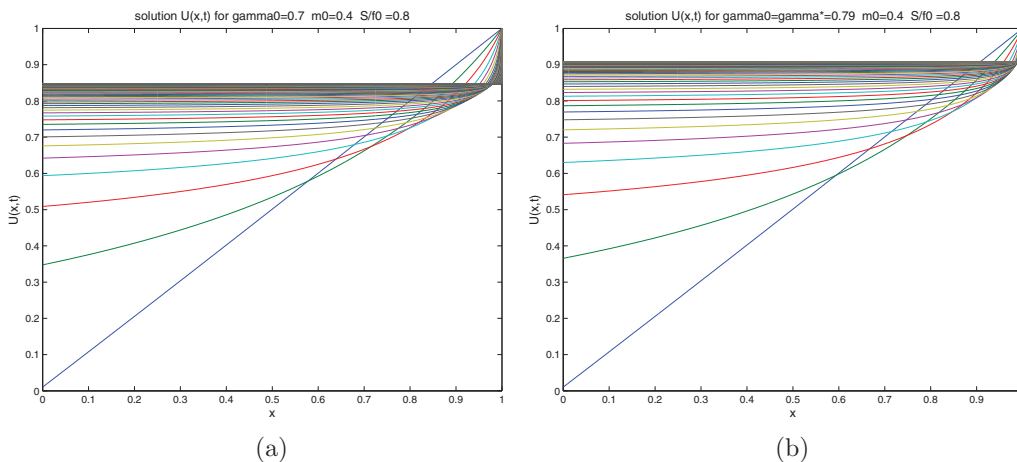 solution U(x,t) for gamma0=0.7 m0=0.4 S/f0 =0.8
1
0.9
0.8
0.7
0.6
0.5
0.4
0.3
0.2
0.1
0
U(x,t)
0 0.1 0.2 0.3 0.4 0.5 0.6 0.7 0.8 0.9 1
x
(a)
solution U(x,t) for gamma0=gamma*=0.79 m0=0.4 S/f0 =0.8
1
0.9
0.8
0.7
0.6
0.5
0.4
0.3
0.2
0.1
0
U(x,t)
0 0.1 0.2 0.3 0.4 0.5 0.6 0.7 0.8 0.9
x
(b)